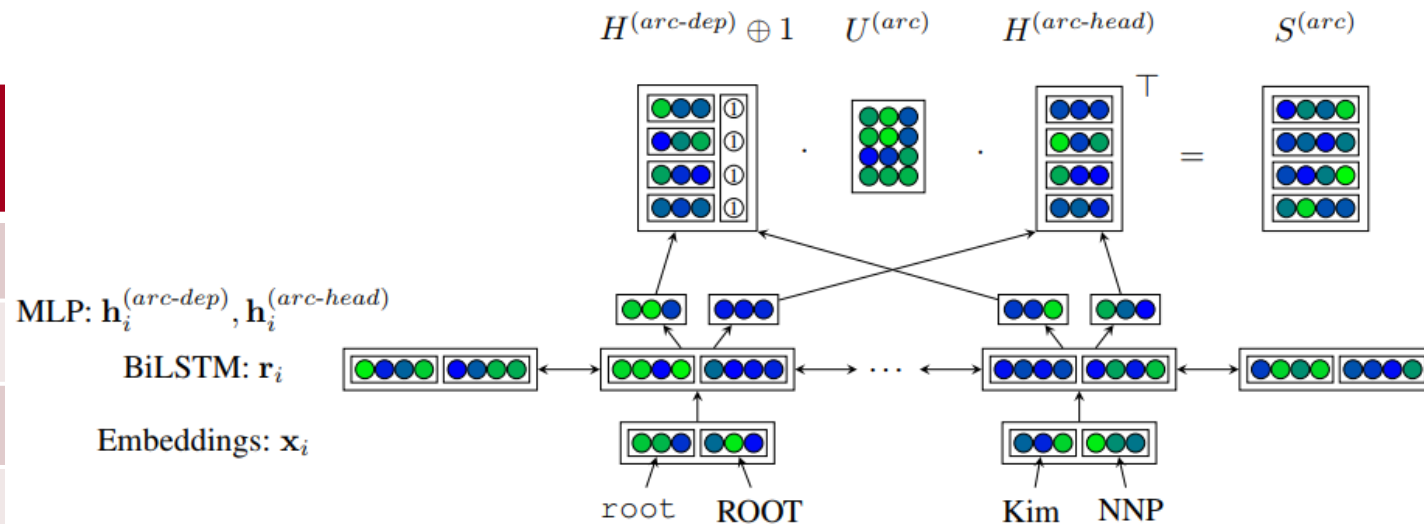 H^(arc-dep) ⊕ 1 U^(arc) H^(arc-head) S^(arc)
⊤
① · · =
①
①
①
MLP: h_i^(arc-dep), h_i^(arc-head)
BiLSTM: r_i ···
Embeddings: x_i
root ROOT Kim NNP